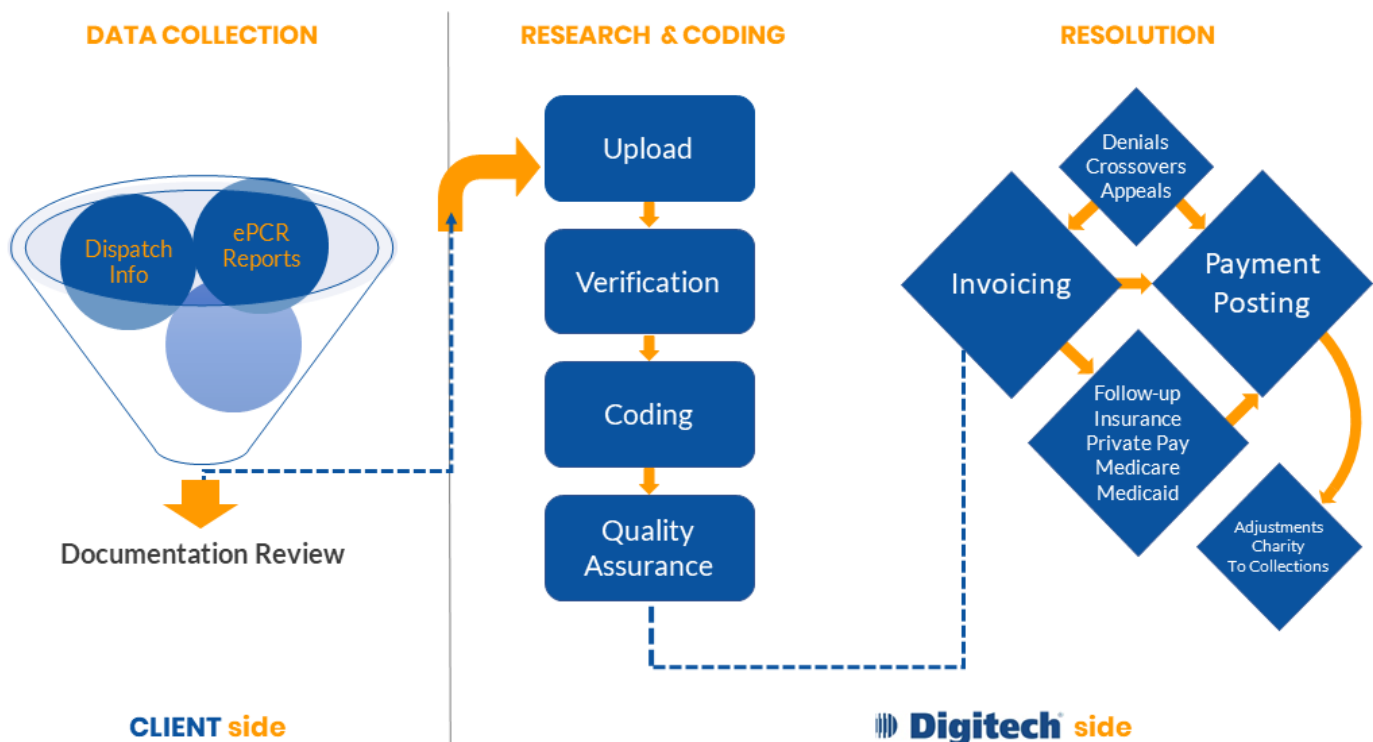 DATA COLLECTION
Dispatch
Info
ePCR
Reports
Documentation Review
CLIENT side
RESEARCH & CODING
Upload
Verification
Coding
Quality
Assurance
RESOLUTION
Denials
Crossovers
Appeals
Invoicing
Payment
Posting
Follow-up
Insurance
Private Pay
Medicare
Medicaid
Adjustments
Charity
To Collections
Digitech side